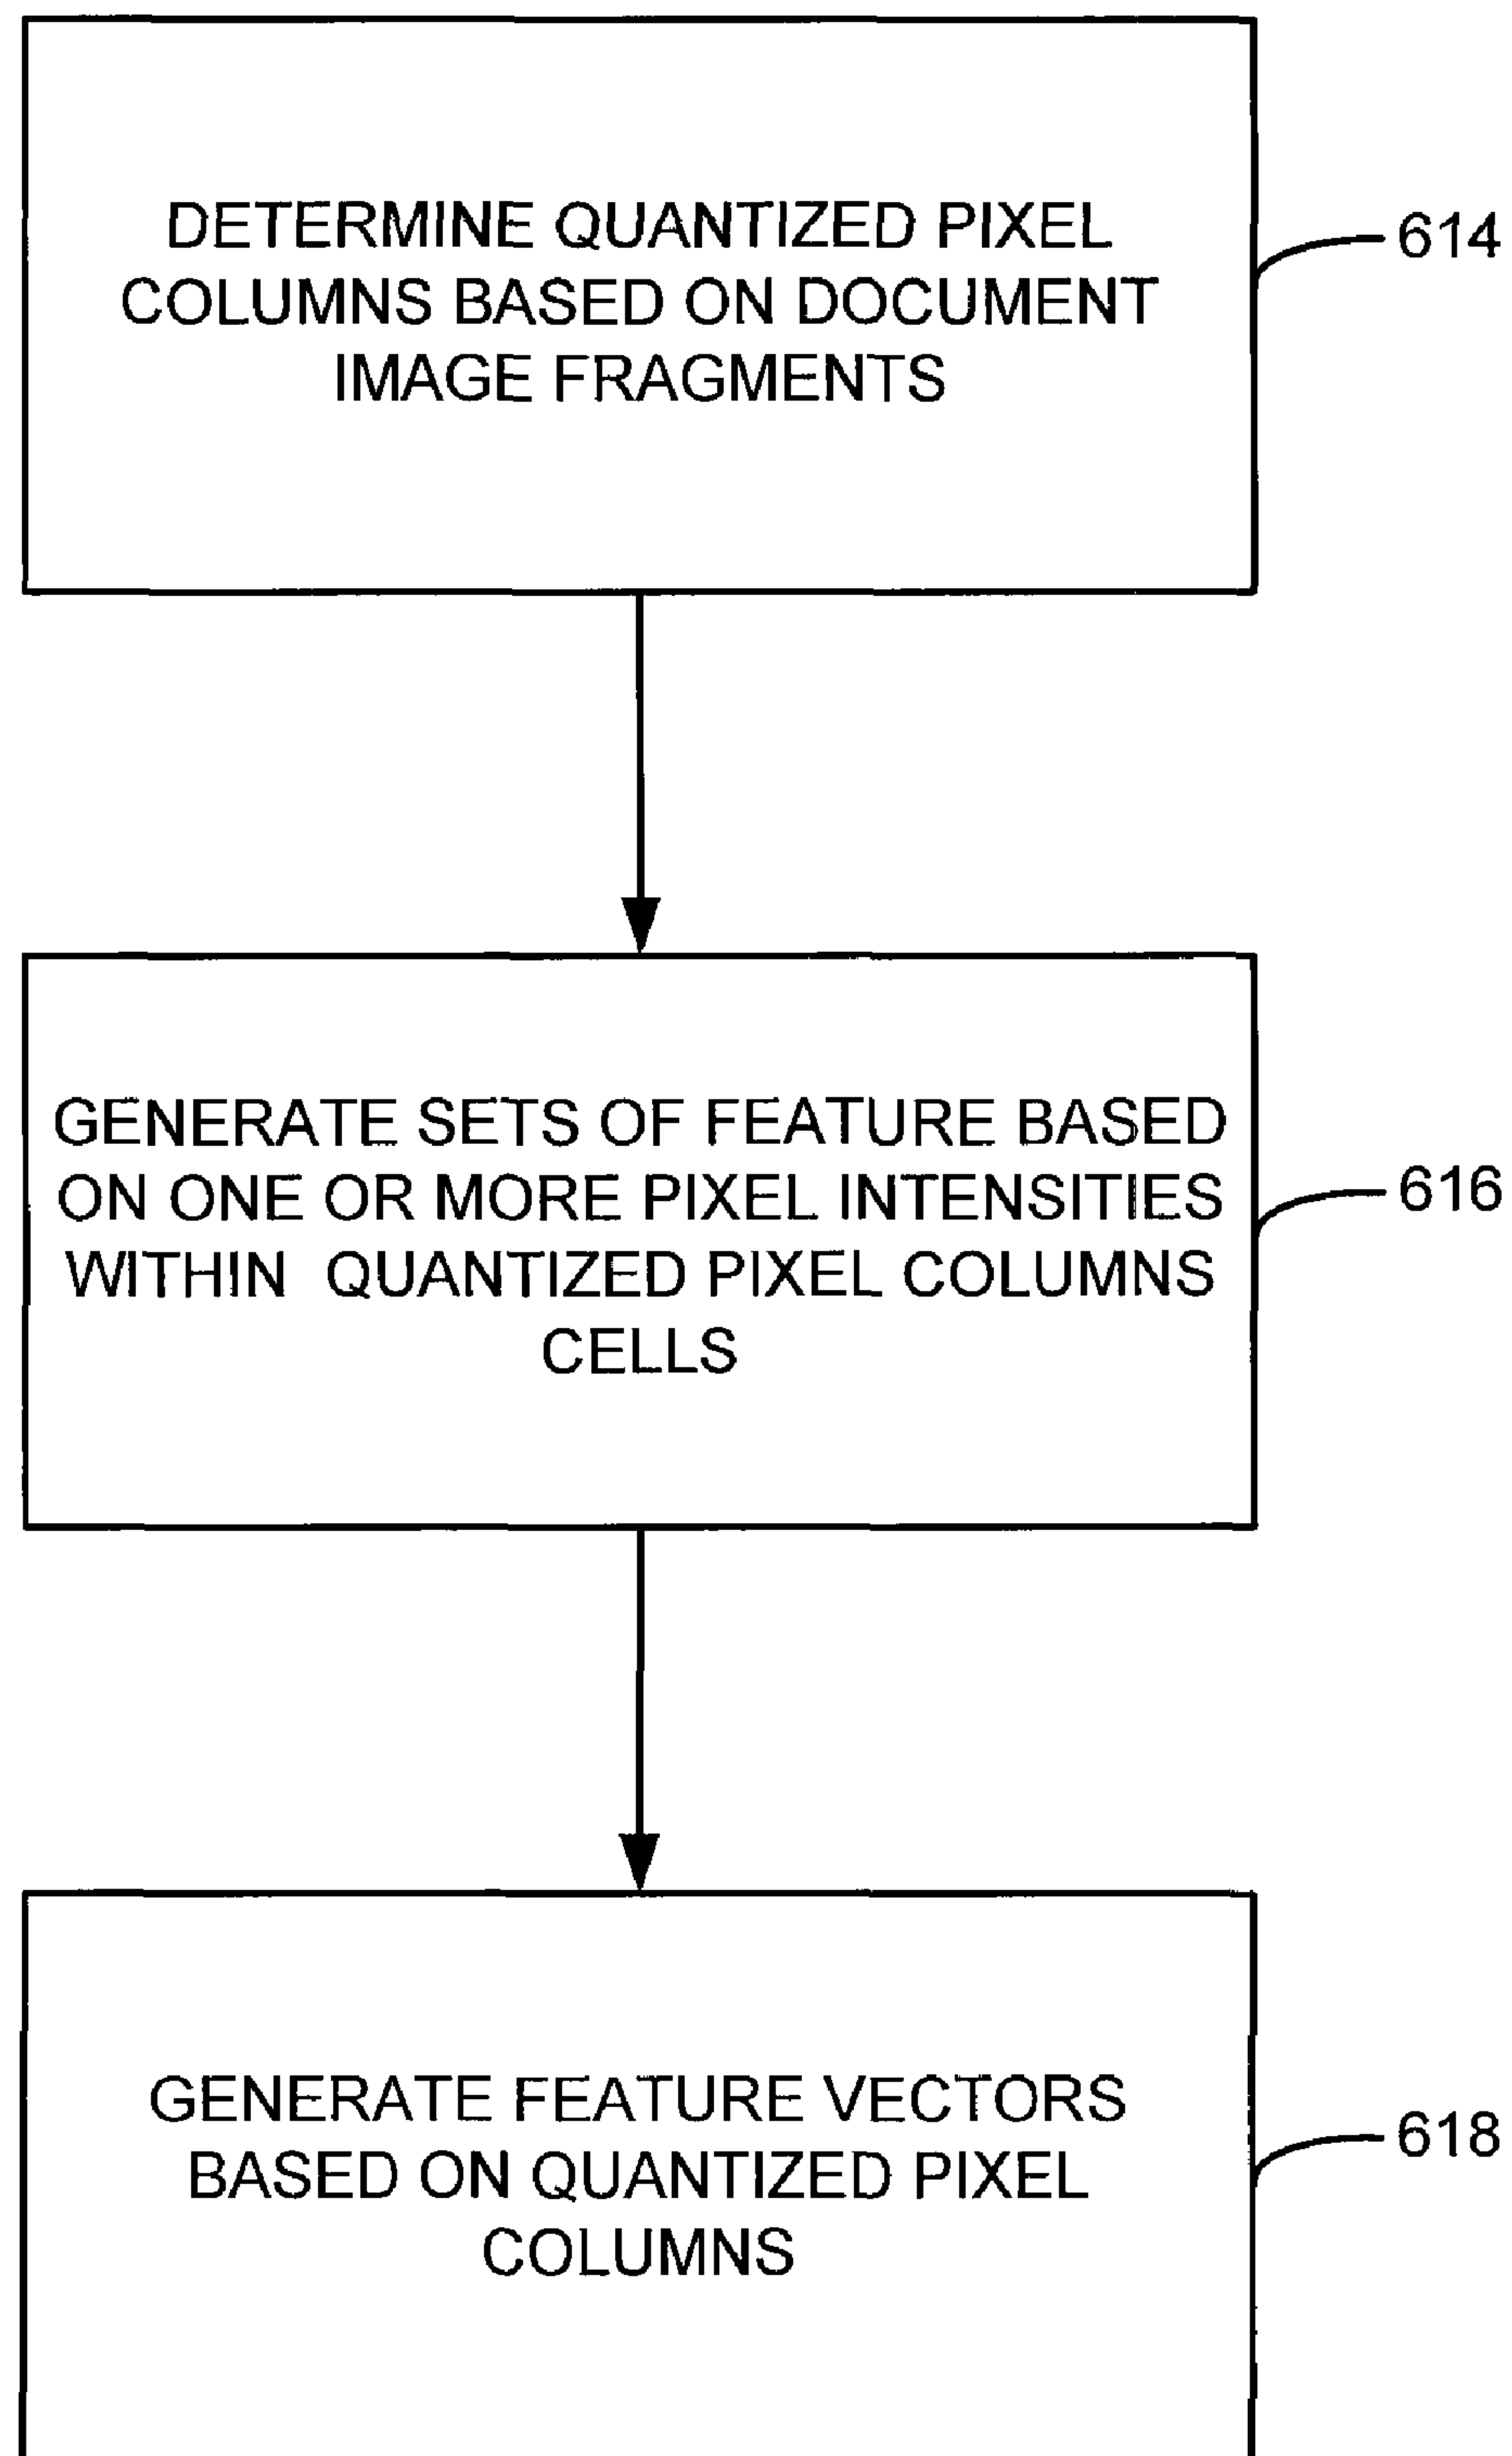 DETERMINE QUANTIZED PIXEL
COLUMNS BASED ON DOCUMENT
IMAGE FRAGMENTS
614
GENERATE SETS OF FEATURE BASED
ON ONE OR MORE PIXEL INTENSITIES
WITHIN QUANTIZED PIXEL COLUMNS
CELLS
616
GENERATE FEATURE VECTORS
BASED ON QUANTIZED PIXEL
COLUMNS
618